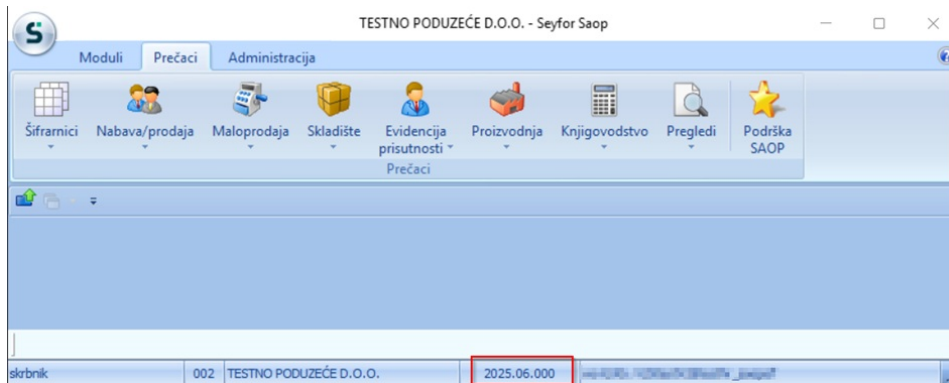 TESTNO PODUZEĆE D.O.O. - Seyfor Saop
Moduli Prečaci Administracija
Šifrarnici Nabava/prodaja Maloprodaja Skladište Evidencija prisutnosti Proizvodnja Knjigovodstvo Pregledi Podrška SAOP
Prečaci
skrbnik 002 TESTNO PODUZEĆE D.O.O. 2025.06.000